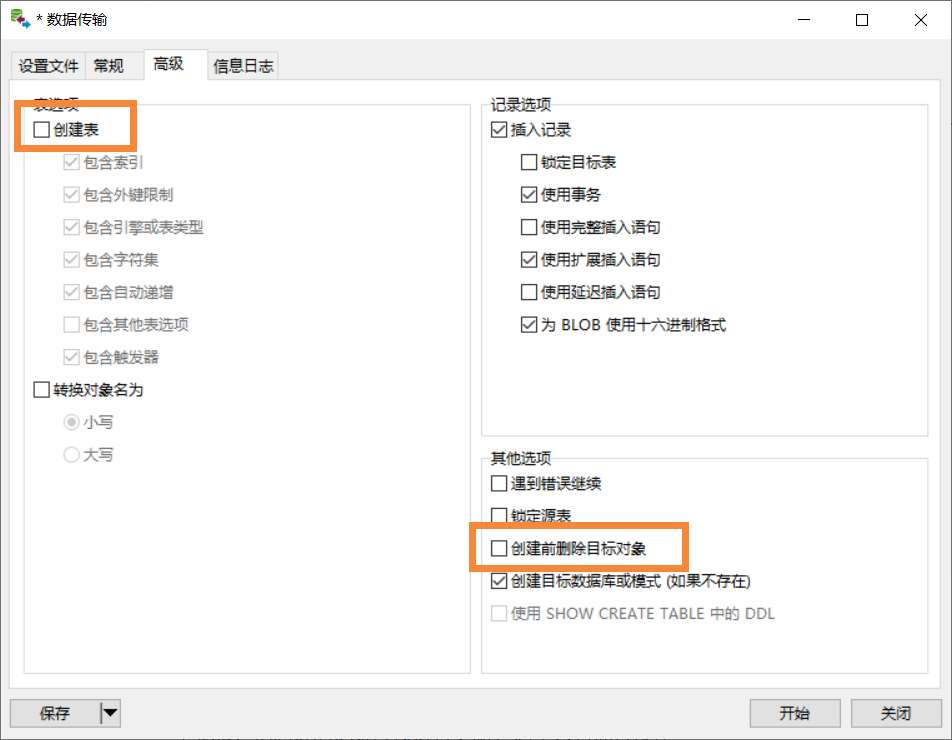 * 数据传输
设置文件 常规 高级 信息日志
表选项
创建表
包含索引
包含外键限制
包含引擎或表类型
包含字符集
包含自动递增
包含其他表选项
包含触发器
转换对象名为
小写
大写
记录选项
插入记录
锁定目标表
使用事务
使用完整插入语句
使用扩展插入语句
使用延迟插入语句
为 BLOB 使用十六进制格式
其他选项
遇到错误继续
锁定源表
创建前删除目标对象
创建目标数据库或模式 (如果不存在)
使用 SHOW CREATE TABLE 中的 DDL
保存 开始 关闭